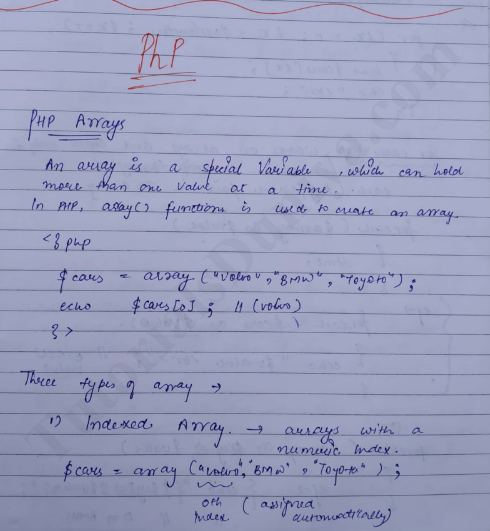 PhP
PHP Arrays
An array is a special Variable, which can hold
more than one value at a time.
In PHP, array() function is used to create an array.
<{ php
$ cars = array ("Volvo", "BMW", "Toyoto");
echo $cars[0]; // (volvo)
}>
Three types of array →
1) Indexed Array. → arrays with a
numeric Index.
$cars = array ("Volvo", "BMW", "Toyoto");
0th (assigned
Index automatically)